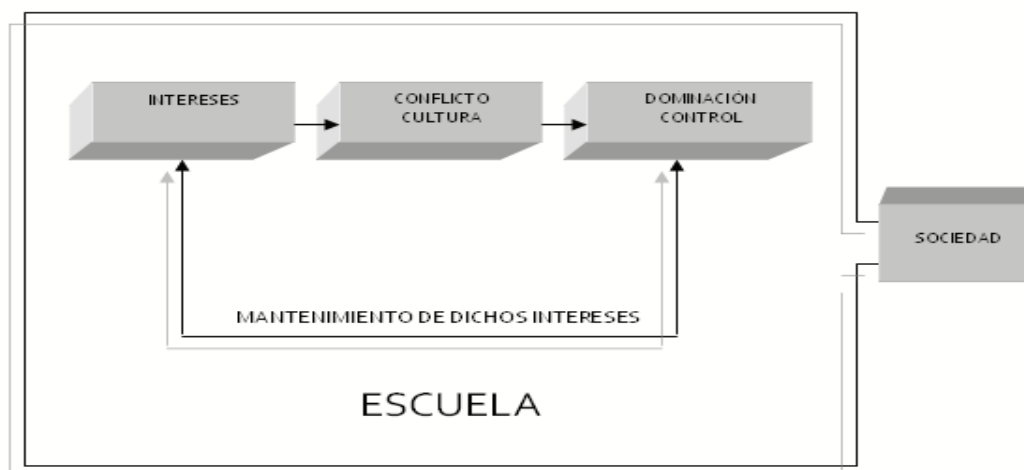 INTERESES
CONFLICTO
CULTURA
DOMINACIÓN
CONTROL
SOCIEDAD
MANTENIMIENTO DE DICHOS INTERESES
ESCUELA